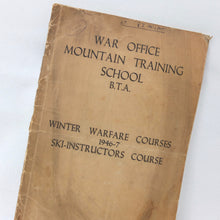 WAR OFFICE
MOUNTAIN TRAINING
SCHOOL
B.T.A.
WINTER WARFARE COURSES
1946-7
SKI-INSTRUCTORS COURSE